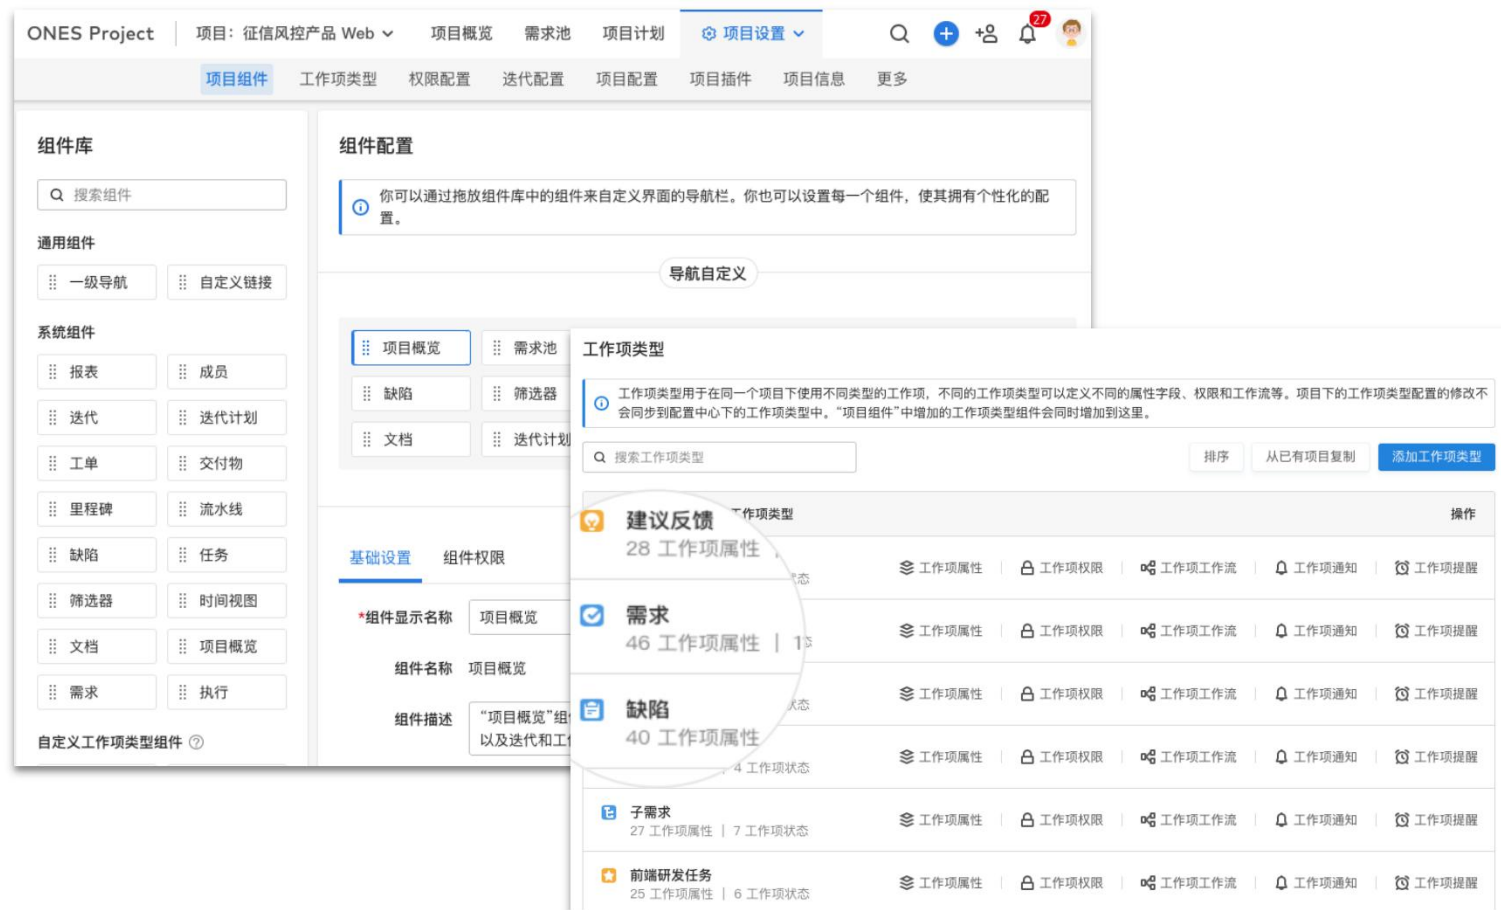 ONES Project 项目：征信风控产品 Web 项目概览 需求池 项目计划 项目设置 27
项目组件 工作项类型 权限配置 迭代配置 项目配置 项目插件 项目信息 更多
组件库
搜索组件
通用组件
一级导航 自定义链接
系统组件
报表 成员
迭代 迭代计划
工单 交付物
里程碑 流水线
缺陷 任务
筛选器 时间视图
文档 项目概览
需求 执行
自定义工作项类型组件
组件配置
你可以通过拖放组件库中的组件来自定义界面的导航栏。你也可以设置每一个组件，使其拥有个性化的配
置。
导航自定义
项目概览 需求池
缺陷 筛选器
文档 迭代计划
基础设置 组件权限
*组件显示名称 项目概览
组件名称 项目概览
组件描述 “项目概览”组
以及迭代和工
工作项类型
工作项类型用于在同一个项目下使用不同类型的工作项，不同的工作项类型可以定义不同的属性字段、权限和工作流等。项目下的工作项类型配置的修改不
会同步到配置中心下的工作项类型中。“项目组件”中增加的工作项类型组件会同时增加到这里。
搜索工作项类型 排序 从已有项目复制 添加工作项类型
工作项类型 操作
建议反馈
28 工作项属性
态
工作项属性 工作项权限 工作项工作流 工作项通知 工作项提醒
需求
46 工作项属性 | 1
工作项属性 工作项权限 工作项工作流 工作项通知 工作项提醒
缺陷
40 工作项属性
状态
工作项属性 工作项权限 工作项工作流 工作项通知 工作项提醒
4 工作项状态
工作项属性 工作项权限 工作项工作流 工作项通知 工作项提醒
子需求
27 工作项属性 | 7 工作项状态
工作项属性 工作项权限 工作项工作流 工作项通知 工作项提醒
前端研发任务
25 工作项属性 | 6 工作项状态
工作项属性 工作项权限 工作项工作流 工作项通知 工作项提醒